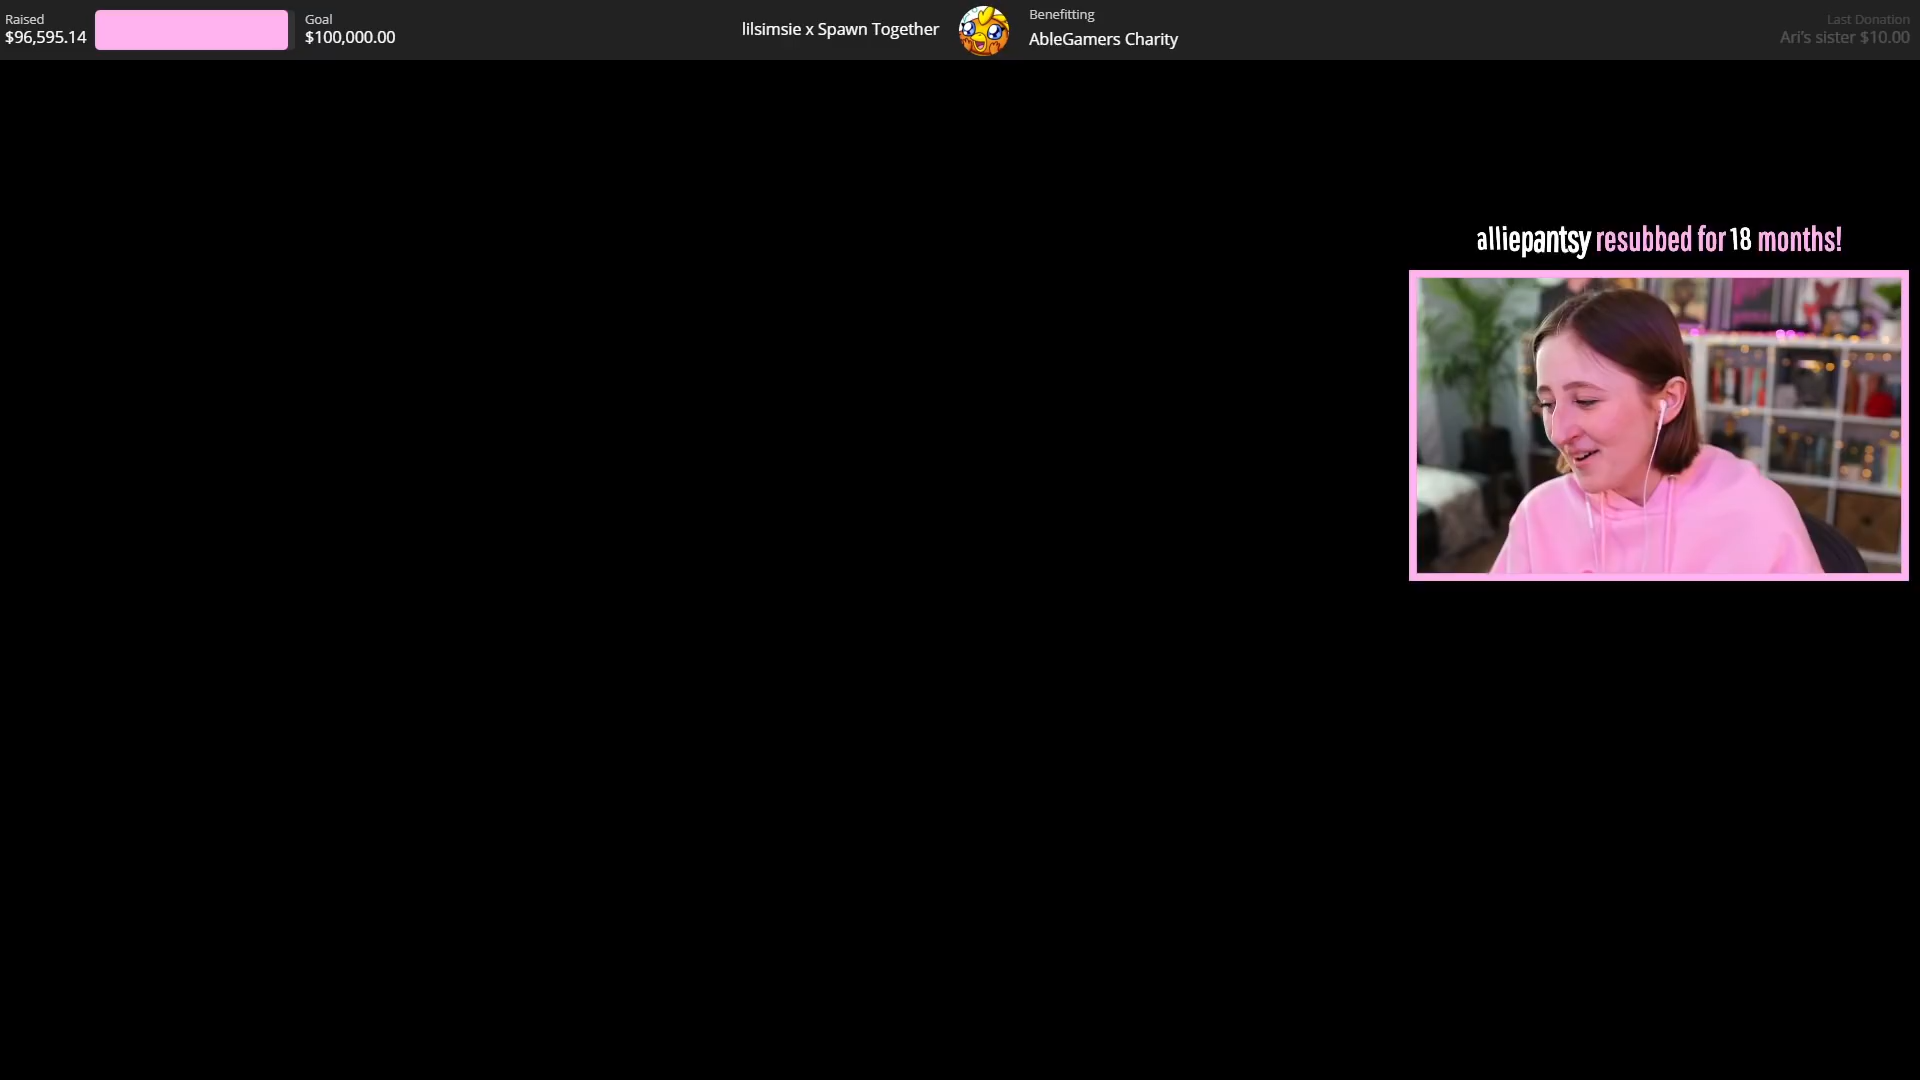 Raised
$96,595.14
Goal
$100,000.00
lilsimsie x Spawn Together
Benefitting
AbleGamers Charity
Last Donation
Ari's sister $10.00
alliepantsy resubbed for 18 months!